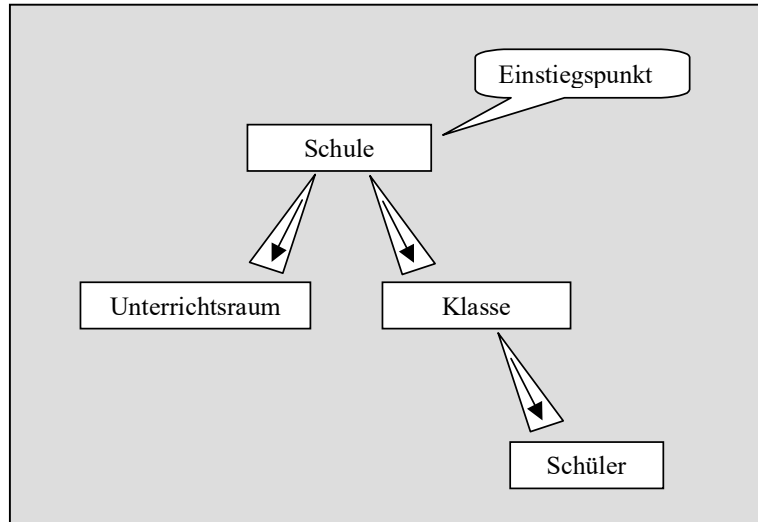 Einstiegspunkt
Schule
Unterrichtsraum
Klasse
Schüler